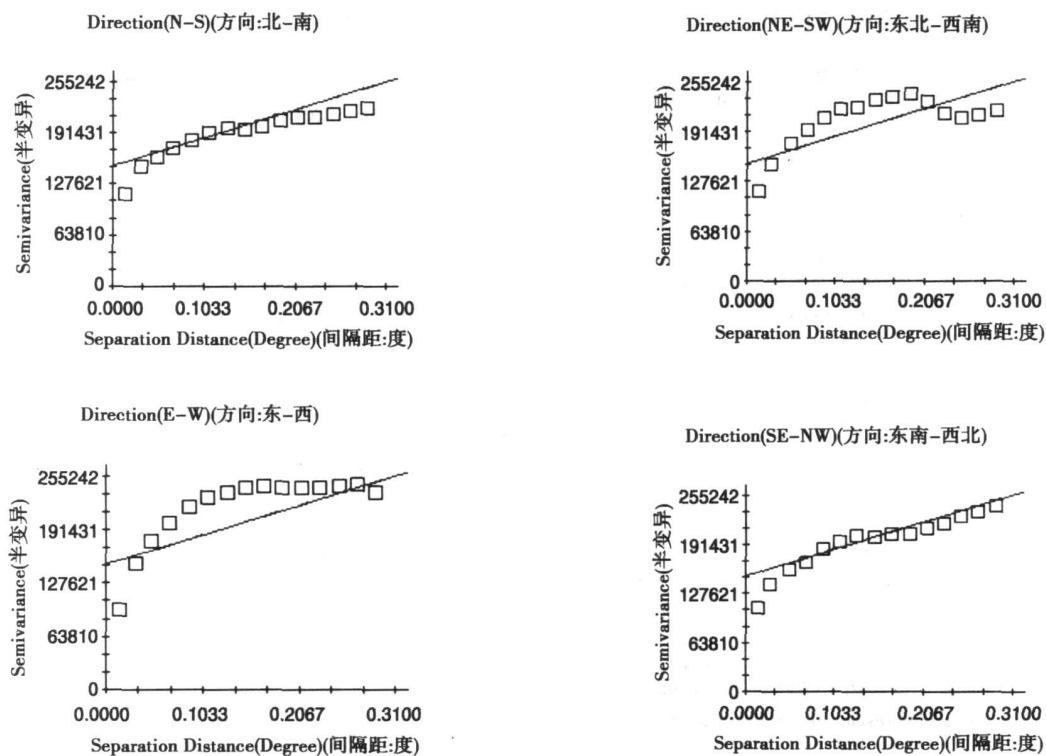 Direction(N-S)(方向:北-南)
Semivariance(半变异)
255242
191431
127621
63810
0
0.0000 0.1033 0.2067 0.3100
Separation Distance(Degree)(间隔距:度)
Direction(NE-SW)(方向:东北-西南)
Semivariance(半变异)
255242
191431
127621
63810
0
0.0000 0.1033 0.2067 0.3100
Separation Distance(Degree)(间隔距:度)
Direction(E-W)(方向:东-西)
Semivariance(半变异)
255242
191431
127621
63810
0
0.0000 0.1033 0.2067 0.3100
Separation Distance(Degree)(间隔距:度)
Direction(SE-NW)(方向:东南-西北)
Semivariance(半变异)
255242
191431
127621
63810
0
0.0000 0.1033 0.2067 0.3100
Separation Distance(Degree)(间隔距:度)